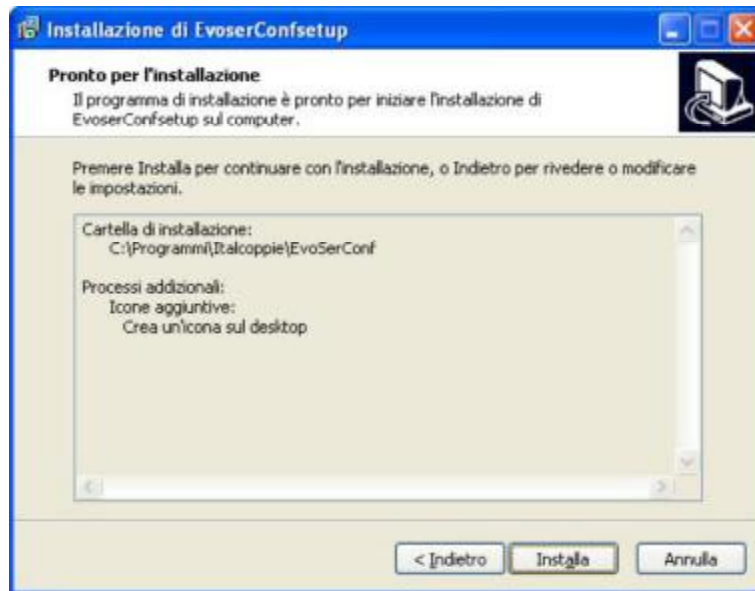 Installazione di EvoserConfsetup
Pronto per l'installazione
Il programma di installazione è pronto per iniziare l'installazione di
EvoserConfsetup sul computer.
Premere Installa per continuare con l'installazione, o Indietro per rivedere o modificare
le impostazioni.
Cartella di installazione:
C:\Programmi\Italcoppie\EvoSerConf
Processi addizionali:
Icone aggiuntive:
Crea un'icona sul desktop
< Indietro
Installa
Annulla